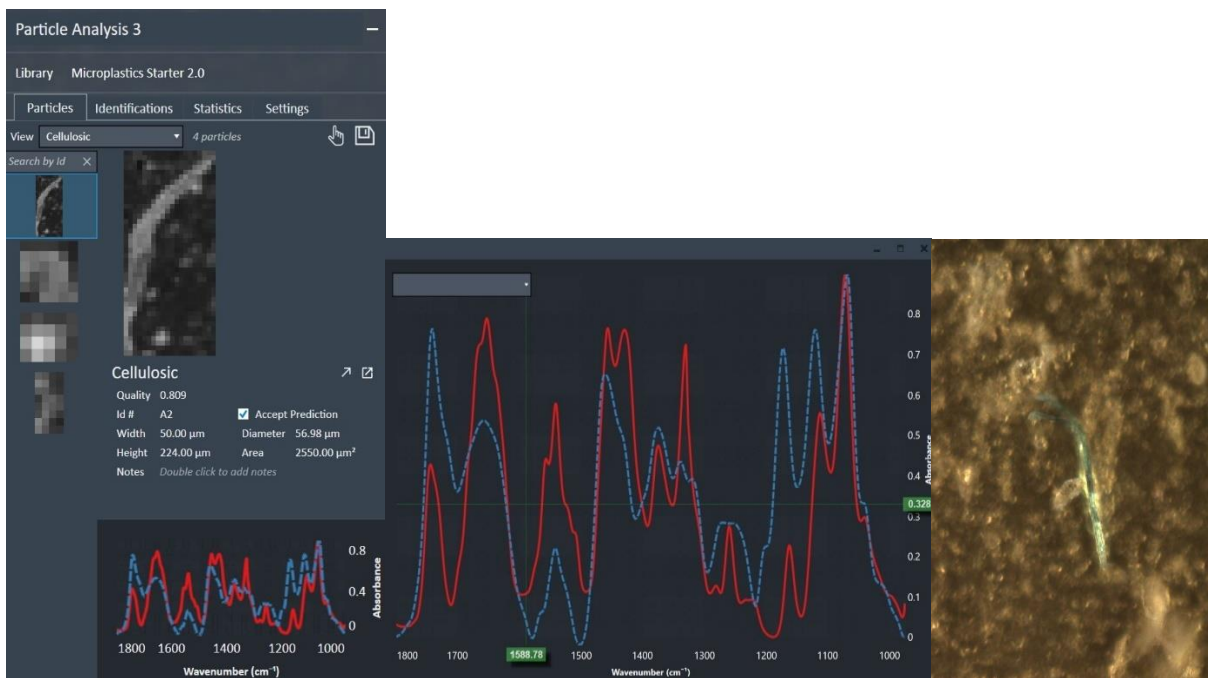 Particle Analysis 3
Library Microplastics Starter 2.0
Particles Identifications Statistics Settings
View Cellulosic 4 particles
Search by Id
Cellulosic
Quality 0.809
Id # A2 Accept Prediction
Width 50.00 µm Diameter 56.98 µm
Height 224.00 µm Area 2550.00 µm²
Notes Double click to add notes
0.8
0.4
0
Absorbance
1800 1600 1400 1200 1000
Wavenumber (cm⁻¹)
0.8
0.7
0.6
0.5
0.4
0.328
0.3
0.2
0.1
0
Absorbance
1800 1700 1588.78 1500 1400 1300 1200 1100 1000
Wavenumber (cm⁻¹)